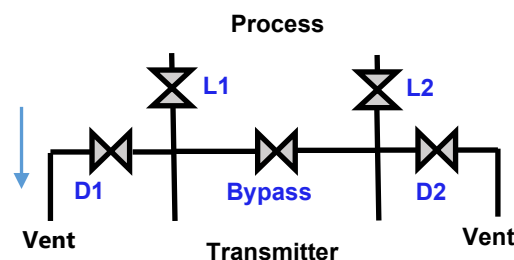 Process
L1
L2
D1
Bypass
D2
Vent
Transmitter
Vent